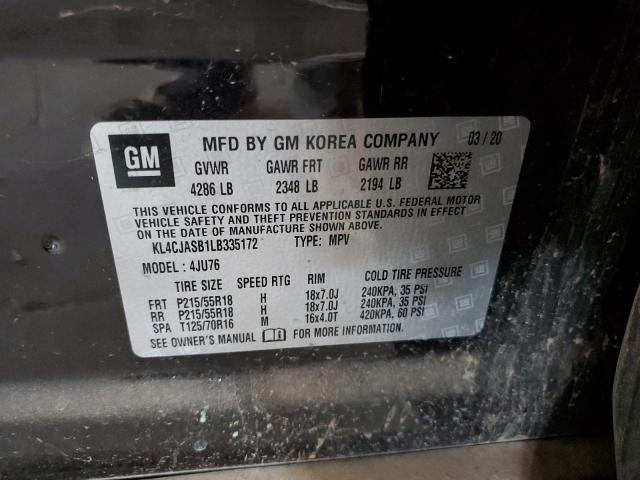 GM
MFD BY GM KOREA COMPANY 03 / 20
GVWR GAWR FRT GAWR RR
4286 LB 2348 LB 2194 LB
THIS VEHICLE CONFORMS TO ALL APPLICABLE U.S. FEDERAL MOTOR
VEHICLE SAFETY AND THEFT PREVENTION STANDARDS IN EFFECT
ON THE DATE OF MANUFACTURE SHOWN ABOVE.
KL4CJASB1LB335172 TYPE: MPV
MODEL : 4JU76
TIRE SIZE SPEED RTG RIM COLD TIRE PRESSURE
FRT P215/55R18 H 18x7.0J 240KPA, 35 PSI
RR P215/55R18 H 18x7.0J 240KPA, 35 PSI
SPA T125/70R16 M 16x4.0T 420KPA, 60 PSI
SEE OWNER'S MANUAL FOR MORE INFORMATION.